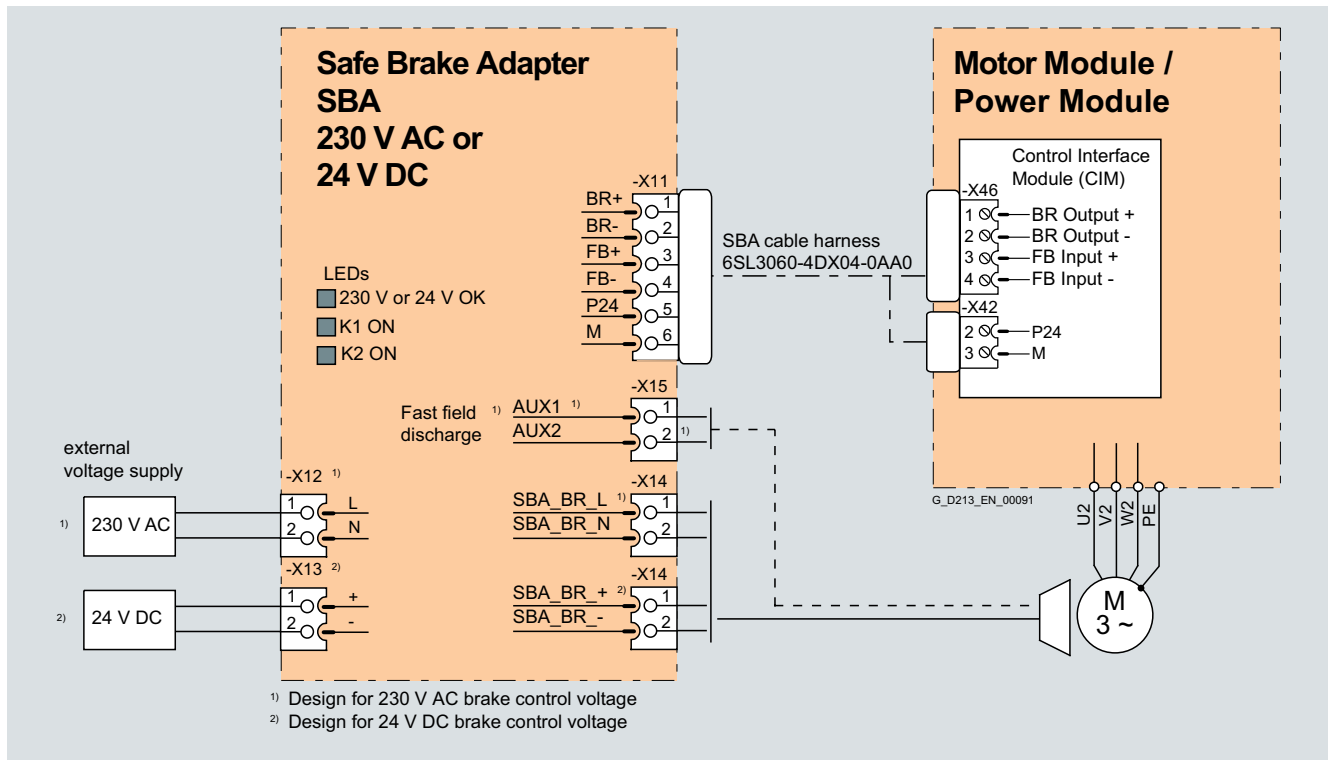 Safe Brake Adapter
SBA
230 V AC or
24 V DC
LEDs
230 V or 24 V OK
K1 ON
K2 ON
-X11
BR+ 1
BR- 2
FB+ 3
FB- 4
P24 5
M 6
SBA cable harness
6SL3060-4DX04-0AA0
Motor Module /
Power Module
Control Interface
Module (CIM)
-X46
1 BR Output +
2 BR Output -
3 FB Input +
4 FB Input -
-X42
2 P24
3 M
-X15
Fast field 1) AUX1 1) 1
discharge AUX2 2 1)
external
voltage supply
1) 230 V AC
-X12 1)
1 L
2 N
-X14
SBA_BR_L 1) 1
SBA_BR_N 2
2) 24 V DC
-X13 2)
1 +
2 -
-X14
SBA_BR_+ 2) 1
SBA_BR_- 2
G_D213_EN_00091
U2
V2
W2
PE
M
3 ~
1) Design for 230 V AC brake control voltage
2) Design for 24 V DC brake control voltage